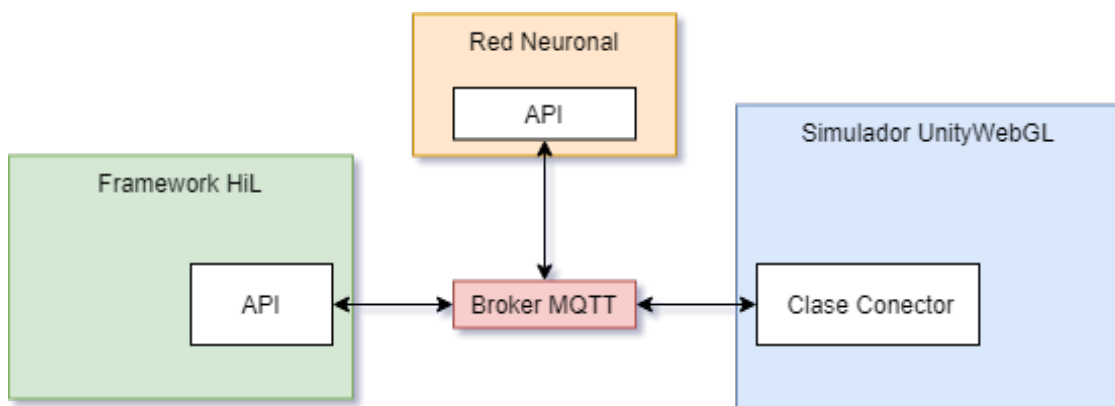 Red Neuronal
API
Simulador UnityWebGL
Framework HiL
API
Broker MQTT
Clase Conector